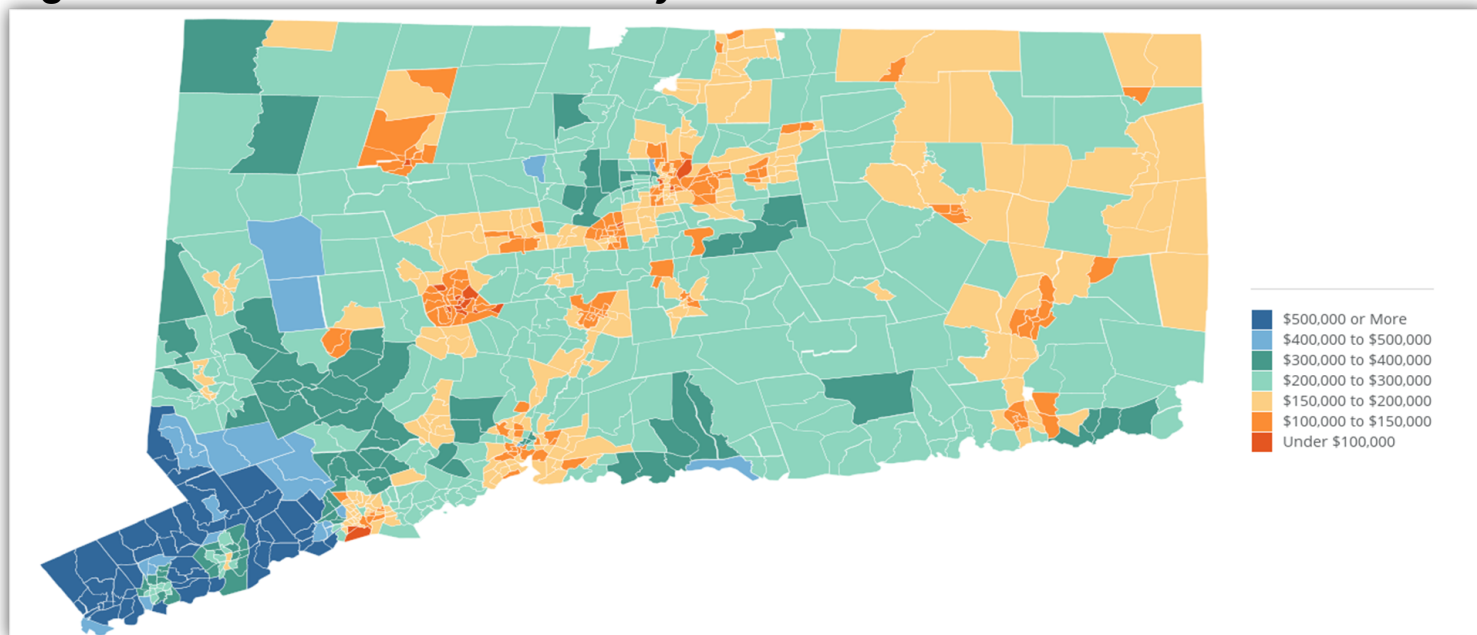 $500,000 or More
$400,000 to $500,000
$300,000 to $400,000
$200,000 to $300,000
$150,000 to $200,000
$100,000 to $150,000
Under $100,000